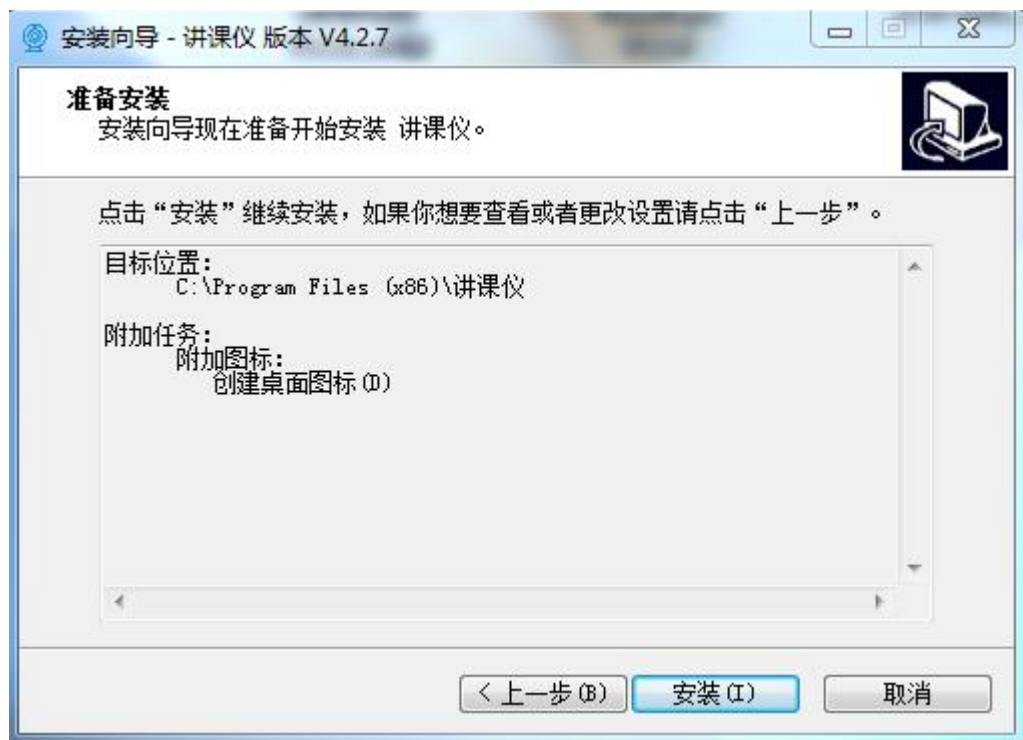 安装向导 - 讲课仪 版本 V4.2.7
准备安装
安装向导现在准备开始安装 讲课仪。
点击“安装”继续安装，如果你想要查看或者更改设置请点击“上一步”。
目标位置：
C:\Program Files (x86)\讲课仪
附加任务：
附加图标：
创建桌面图标(D)
< 上一步(B) 安装(I) 取消